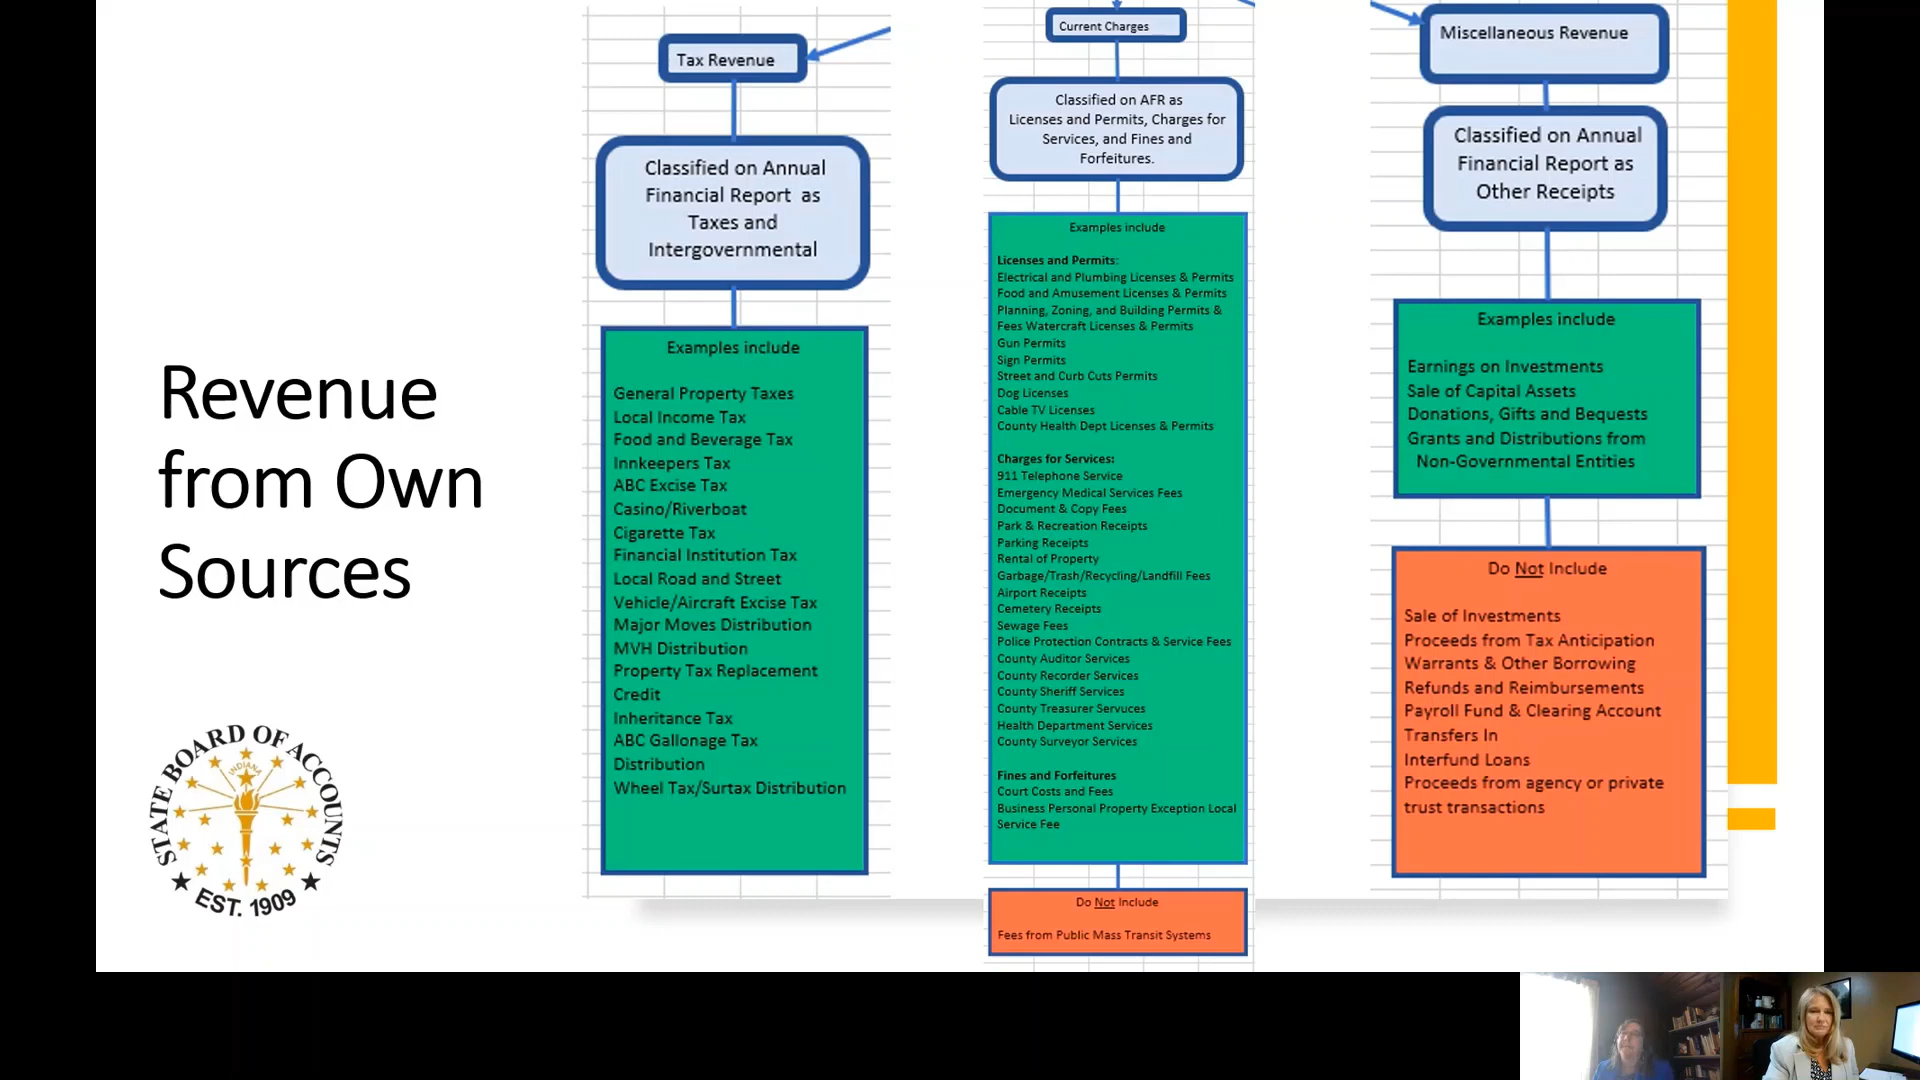 Revenue
from Own
Sources
STATE BOARD OF ACCOUNTS
INDIANA
EST. 1909
Tax Revenue
Classified on Annual
Financial Report as
Taxes and
Intergovernmental
Examples include
General Property Taxes
Local Income Tax
Food and Beverage Tax
Innkeepers Tax
ABC Excise Tax
Casino/Riverboat
Cigarette Tax
Financial Institution Tax
Local Road and Street
Vehicle/Aircraft Excise Tax
Major Moves Distribution
MVH Distribution
Property Tax Replacement
Credit
Inheritance Tax
ABC Gallonage Tax
Distribution
Wheel Tax/Surtax Distribution
Current Charges
Classified on AFR as
Licenses and Permits, Charges for
Services, and Fines and
Forfeitures.
Examples include
Licenses and Permits:
Electrical and Plumbing Licenses & Permits
Food and Amusement Licenses & Permits
Planning, Zoning, and Building Permits &
Fees Watercraft Licenses & Permits
Gun Permits
Sign Permits
Street and Curb Cuts Permits
Dog Licenses
Cable TV Licenses
County Health Dept Licenses & Permits
Charges for Services:
911 Telephone Service
Emergency Medical Services Fees
Document & Copy Fees
Park & Recreation Receipts
Parking Receipts
Rental of Property
Garbage/Trash/Recycling/Landfill Fees
Airport Receipts
Cemetery Receipts
Sewage Fees
Police Protection Contracts & Service Fees
County Auditor Services
County Recorder Services
County Sheriff Services
County Treasurer Servuces
Health Department Services
County Surveyor Services
Fines and Forfeitures
Court Costs and Fees
Business Personal Property Exception Local
Service Fee
Do Not Include
Fees from Public Mass Transit Systems
Miscellaneous Revenue
Classified on Annual
Financial Report as
Other Receipts
Examples include
Earnings on Investments
Sale of Capital Assets
Donations, Gifts and Bequests
Grants and Distributions from
Non-Governmental Entities
Do Not Include
Sale of Investments
Proceeds from Tax Anticipation
Warrants & Other Borrowing
Refunds and Reimbursements
Payroll Fund & Clearing Account
Transfers In
Interfund Loans
Proceeds from agency or private
trust transactions